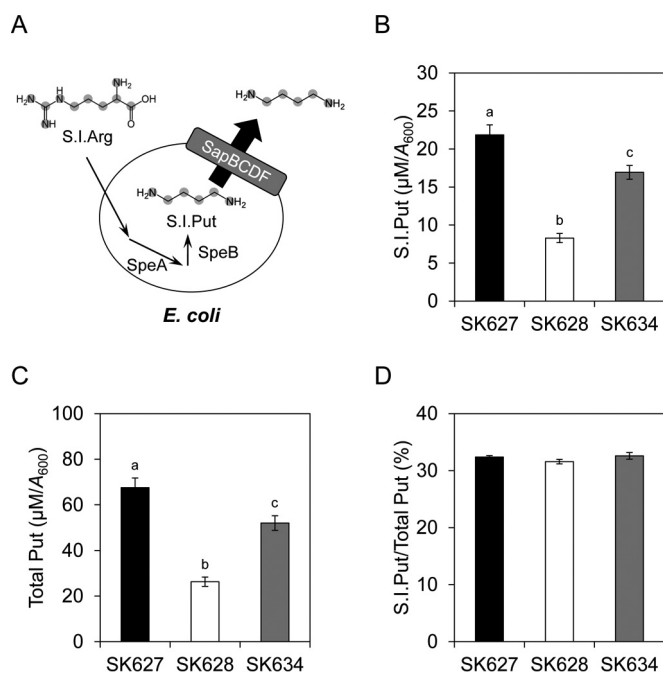 A
H₂N
H
N
NH₂
OH
NH
O
S.I.Arg
H₂N
NH₂
SapBCDF
H₂N
NH₂
S.I.Put
SpeA
SpeB
E. coli
B
S.I.Put (µM/A₆₀₀)
30
25
20
15
10
5
0
a
b
c
SK627 SK628 SK634
C
Total Put (µM/A₆₀₀)
100
80
60
40
20
0
a
b
c
SK627 SK628 SK634
D
S.I.Put/Total Put (%)
40
30
20
10
0
SK627 SK628 SK634